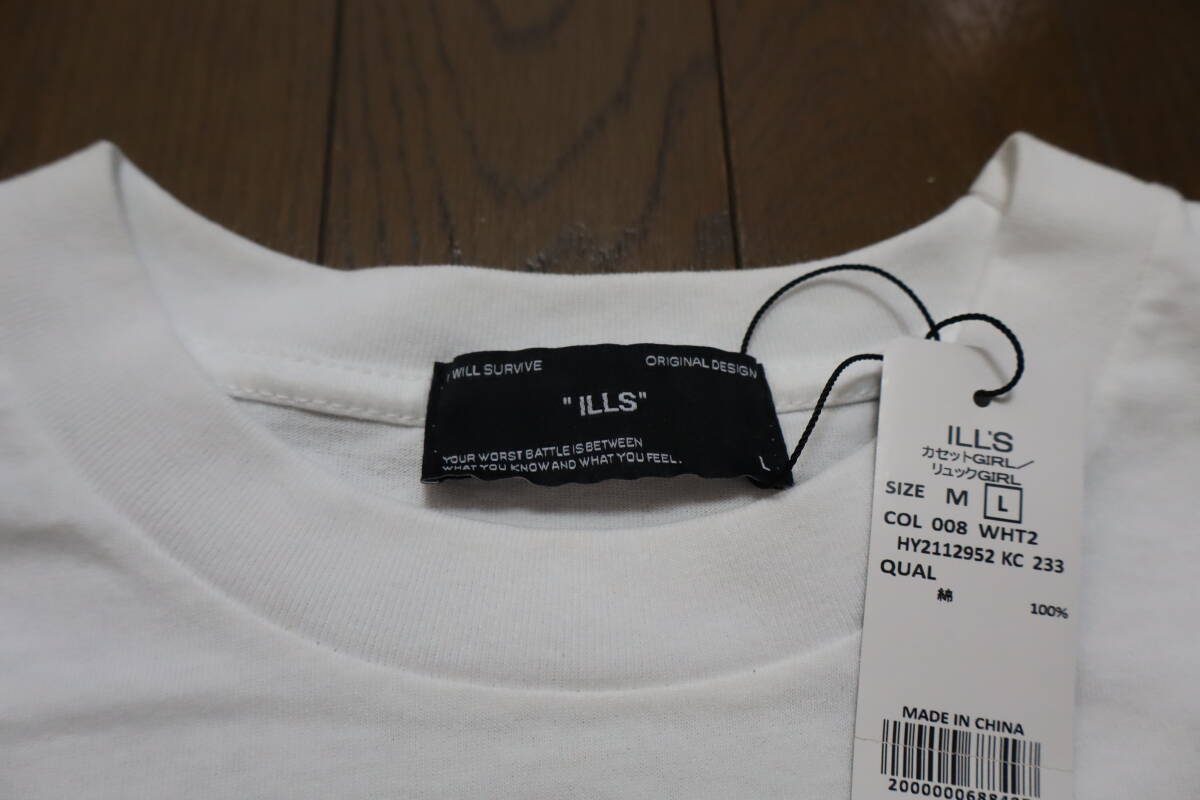 I WILL SURVIVE
ORIGINAL DESIGN
"ILLS"
YOUR WORST BATTLE IS BETWEEN
WHAT YOU KNOW AND WHAT YOU FEEL.
L
ILL'S
カセットGIRL/
リュックGIRL
SIZE M L
COL 008 WHT2
HY2112952 KC 233
QUAL
綿 100%
MADE IN CHINA